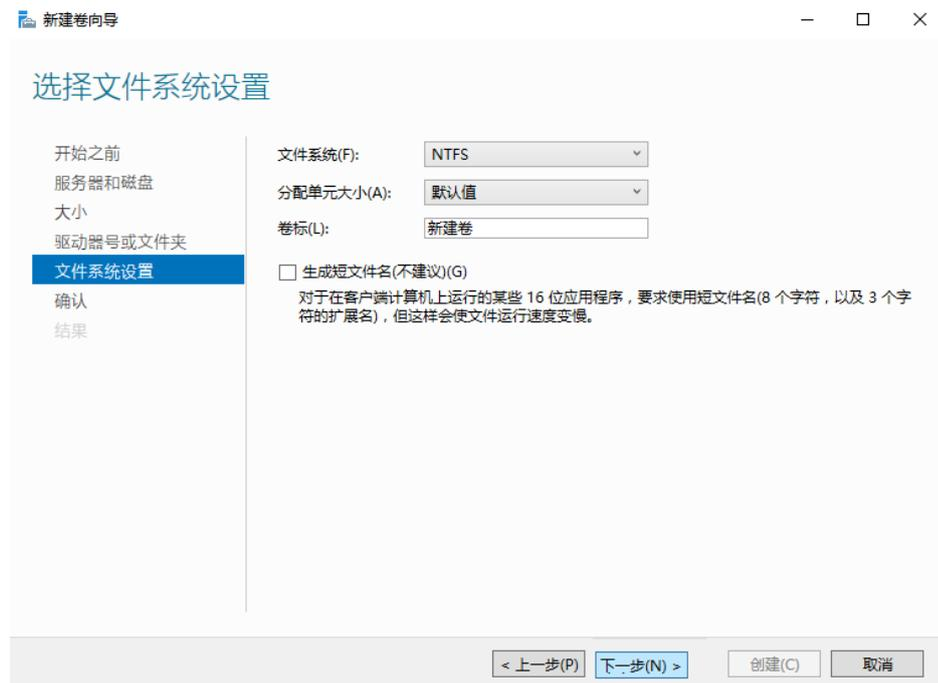 新建卷向导
选择文件系统设置
开始之前
服务器和磁盘
大小
驱动器号或文件夹
文件系统设置
确认
结果
文件系统(F):
NTFS
分配单元大小(A):
默认值
卷标(L):
新建卷
生成短文件名(不建议)(G)
对于在客户端计算机上运行的某些 16 位应用程序，要求使用短文件名(8 个字符，以及 3 个字
符的扩展名)，但这样会使文件运行速度变慢。
< 上一步(P)
下一步(N) >
创建(C)
取消